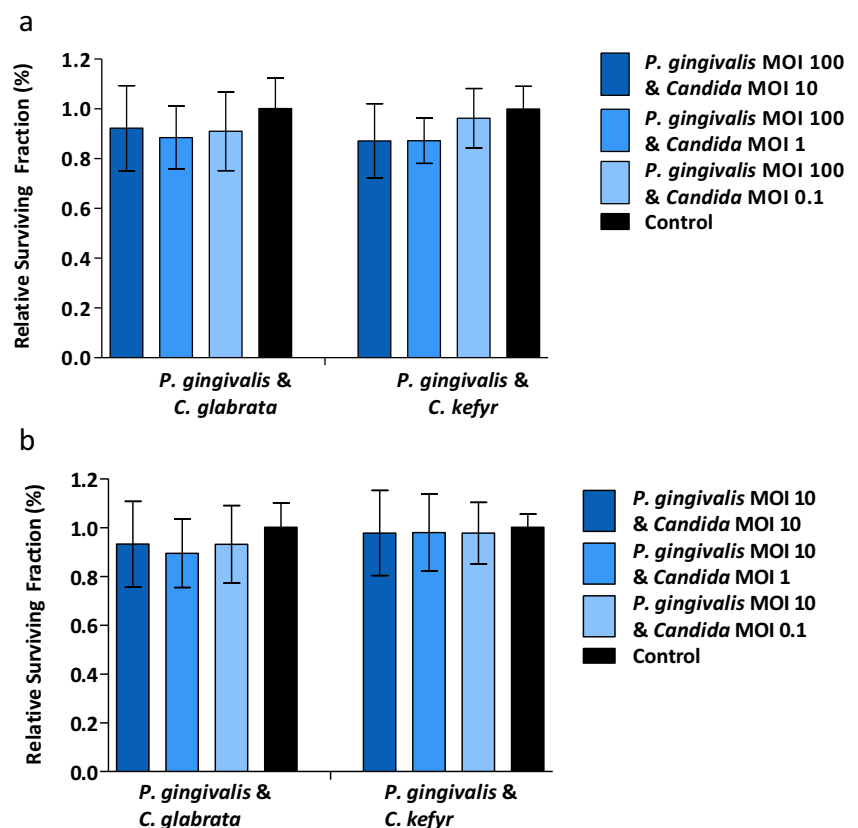 a
Relative Surviving Fraction (%)
1.2
1.0
0.8
0.6
0.4
0.2
0.0
P. gingivalis &
C. glabrata
P. gingivalis &
C. kefyr
P. gingivalis MOI 100
& Candida MOI 10
P. gingivalis MOI 100
& Candida MOI 1
P. gingivalis MOI 100
& Candida MOI 0.1
Control
b
Relative Surviving Fraction (%)
1.2
1.0
0.8
0.6
0.4
0.2
0.0
P. gingivalis &
C. glabrata
P. gingivalis &
C. kefyr
P. gingivalis MOI 10
& Candida MOI 10
P. gingivalis MOI 10
& Candida MOI 1
P. gingivalis MOI 10
& Candida MOI 0.1
Control